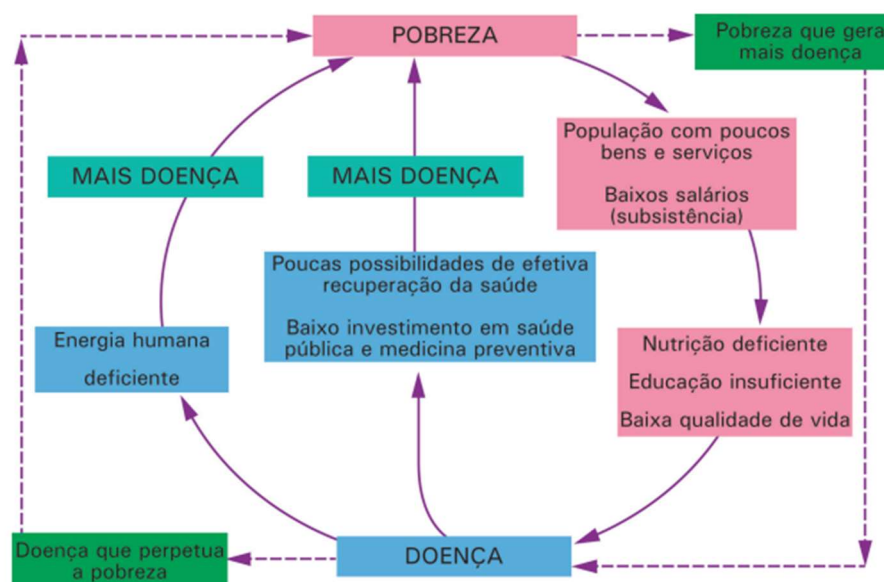 POBREZA
Pobreza que gera
mais doença
População com poucos
bens e serviços
Baixos salários
(subsistência)
MAIS DOENÇA
MAIS DOENÇA
Poucas possibilidades de efetiva
recuperação da saúde
Baixo investimento em saúde
pública e medicina preventiva
Energia humana
deficiente
Nutrição deficiente
Educação insuficiente
Baixa qualidade de vida
Doença que perpetua
a pobreza
DOENÇA